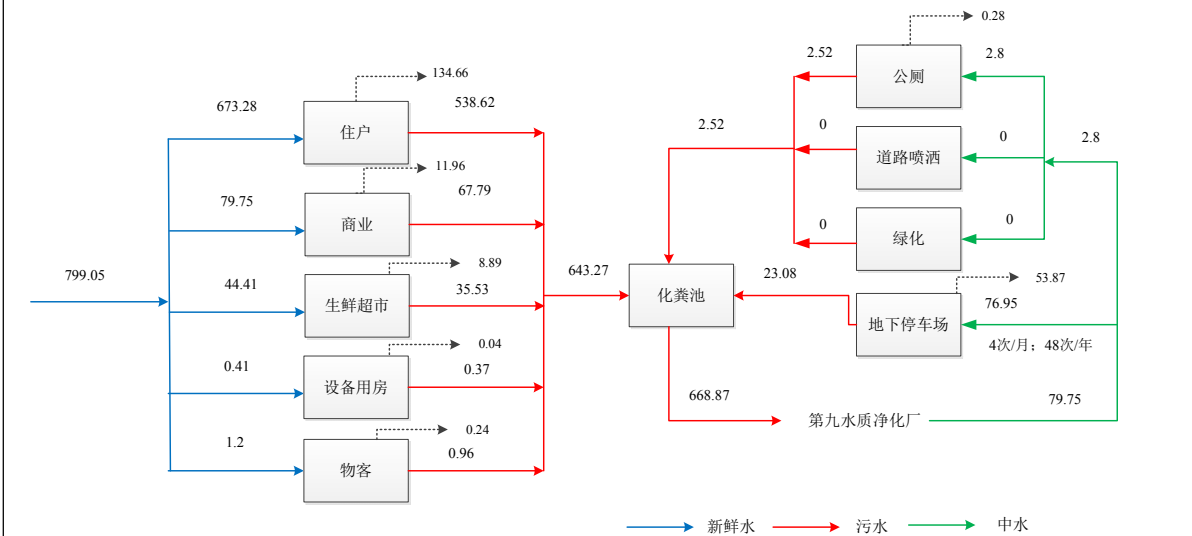 0.28
2.52
公厕
2.8
134.66
673.28
住户
538.62
2.52
0
道路喷洒
0
2.8
11.96
79.75
商业
67.79
0
绿化
0
799.05
8.89
44.41
生鲜超市
35.53
643.27
化粪池
23.08
53.87
76.95
地下停车场
4次/月；48次/年
0.04
0.41
设备用房
0.37
668.87
第九水质净化厂
79.75
0.24
1.2
物客
0.96
新鲜水
污水
中水